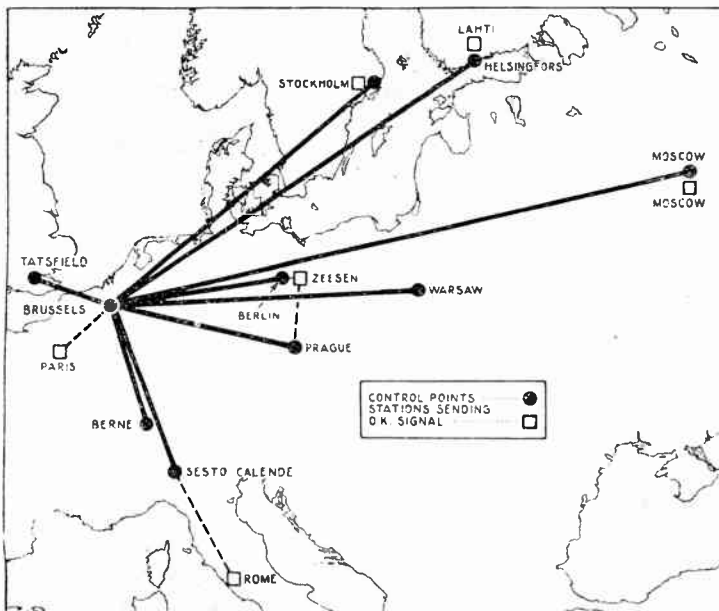 LAHTI
HELSINGFORS
STOCKHOLM
MOSCOW
MOSCOW
TATSFIELD
ZEESEN
BRUSSELS
BERLIN
WARSAW
PARIS
PRAGUE
CONTROL POINTS
STATIONS SENDING
O.K. SIGNAL
BERNE
SESTO CALENDE
ROME